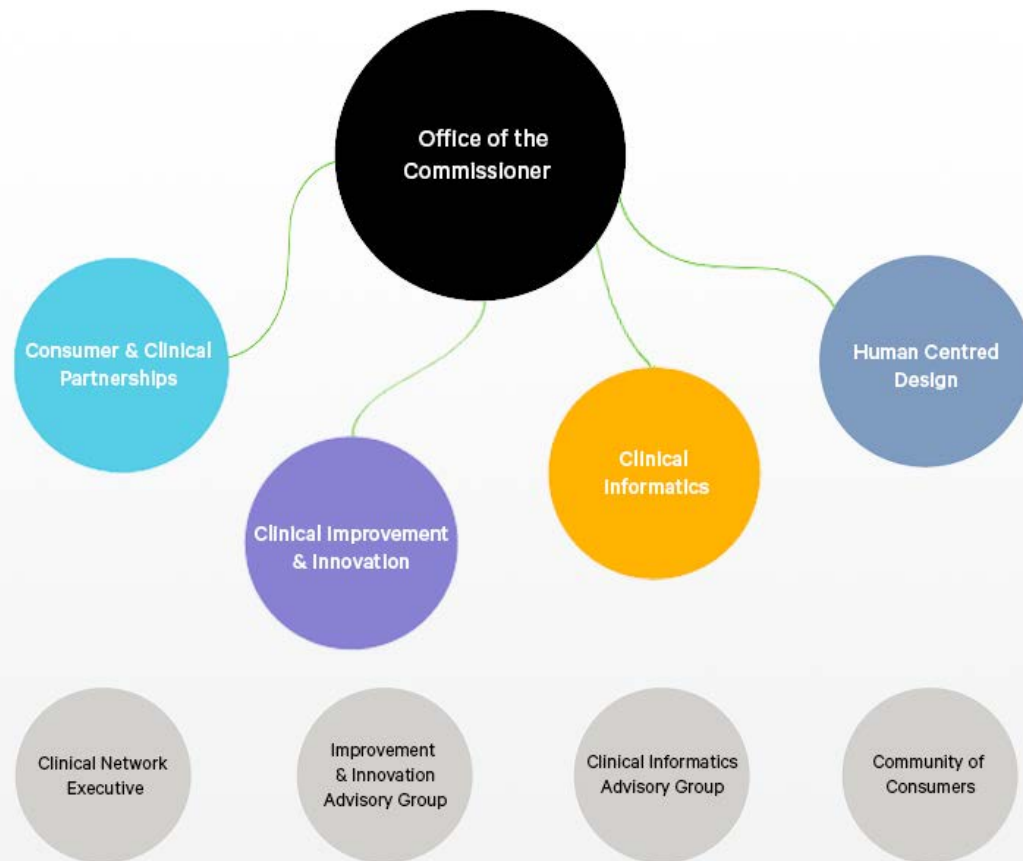 Office of the
Commissioner
Consumer & Clinical
Partnerships
Human Centred
Design
Clinical
Informatics
Clinical Improvement
& Innovation
Clinical Network
Executive
Improvement
& Innovation
Advisory Group
Clinical Informatics
Advisory Group
Community of
Consumers